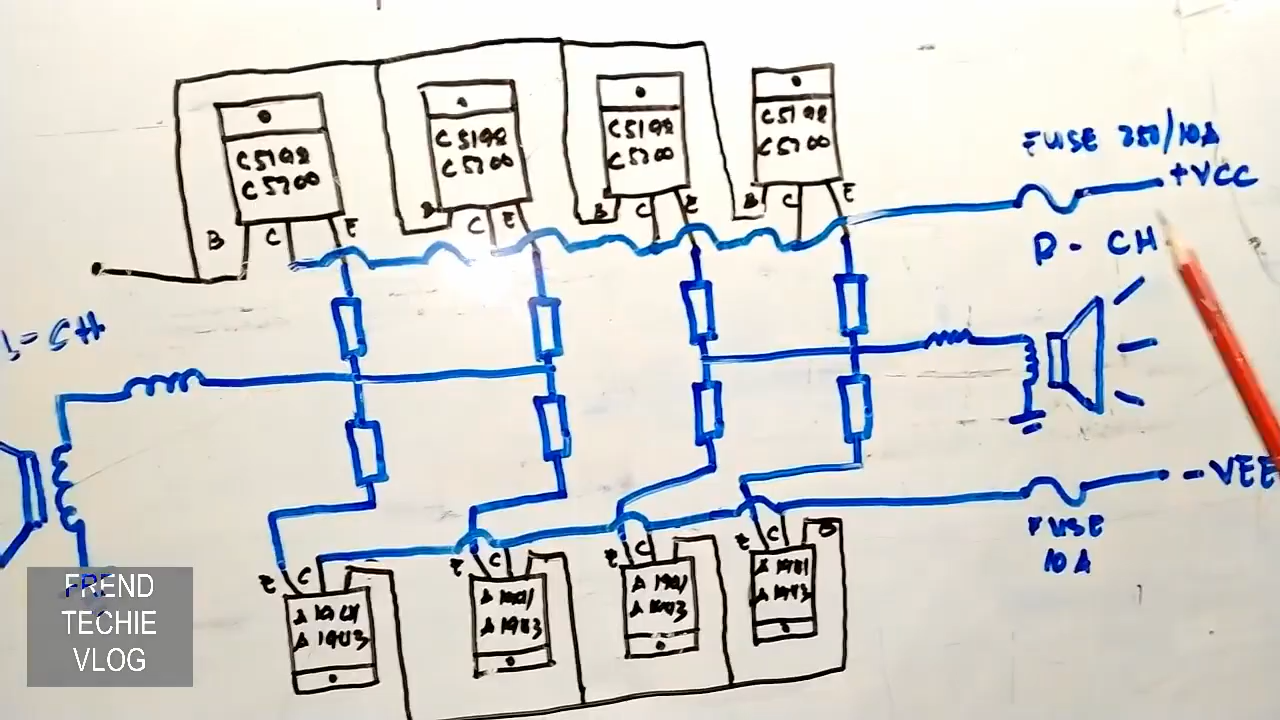 C5198
C5200
B C E
C5198
C5200
B C E
C5198
C5200
B C E
C5198
C5200
B C E
FUSE 250/10A
+VCC
R - CH
L-CH
-VEE
FUSE
10A
E C
A1941
A1943
E C
A1941
A1943
E C
A1941
A1943
E C B
A1941
A1943
FREND
TECHIE
VLOG